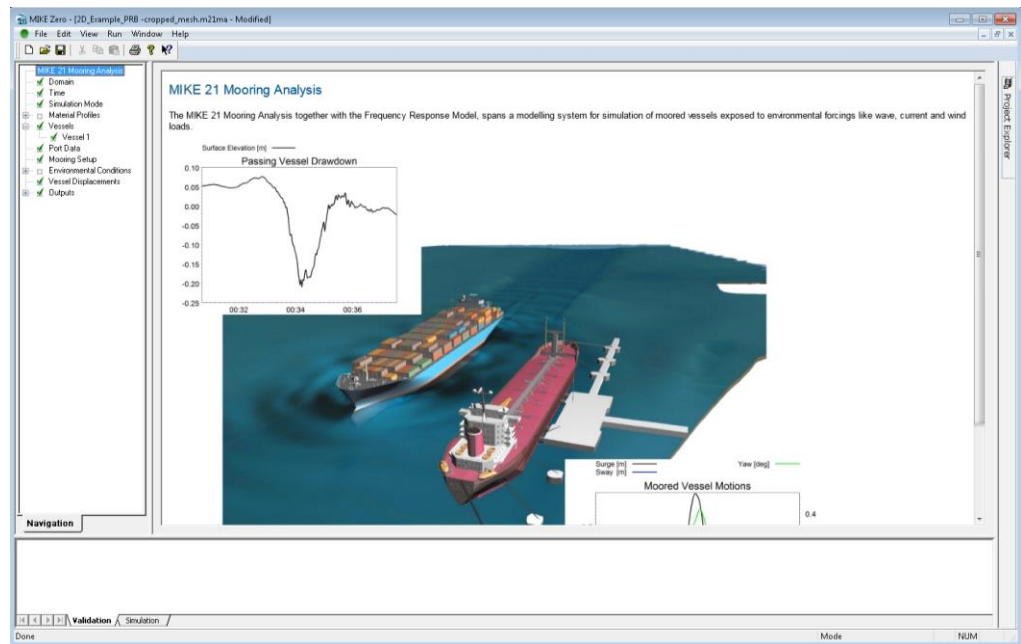 MIKE Zero - [2D_Example_PRB -cropped_mesh.m21ma - Modified]
File Edit View Run Window Help
MIKE 21 Mooring Analysis
Domain
Time
Simulation Mode
Material Profiles
Vessels
Vessel 1
Port Data
Mooring Setup
Environmental Conditions
Vessel Displacements
Outputs
Navigation
MIKE 21 Mooring Analysis
The MIKE 21 Mooring Analysis together with the Frequency Response Model, spans a modelling system for simulation of moored vessels exposed to environmental forcings like wave, current and wind
loads.
Surface Elevation [m]
Passing Vessel Drawdown
0.10
0.05
0.00
-0.05
-0.10
-0.15
-0.20
-0.25
00:32 00:34 00:36
Surge [m] Yaw [deg]
Sway [m]
Moored Vessel Motions
0.4
Project Explorer
Validation Simulation
Done Mode NUM